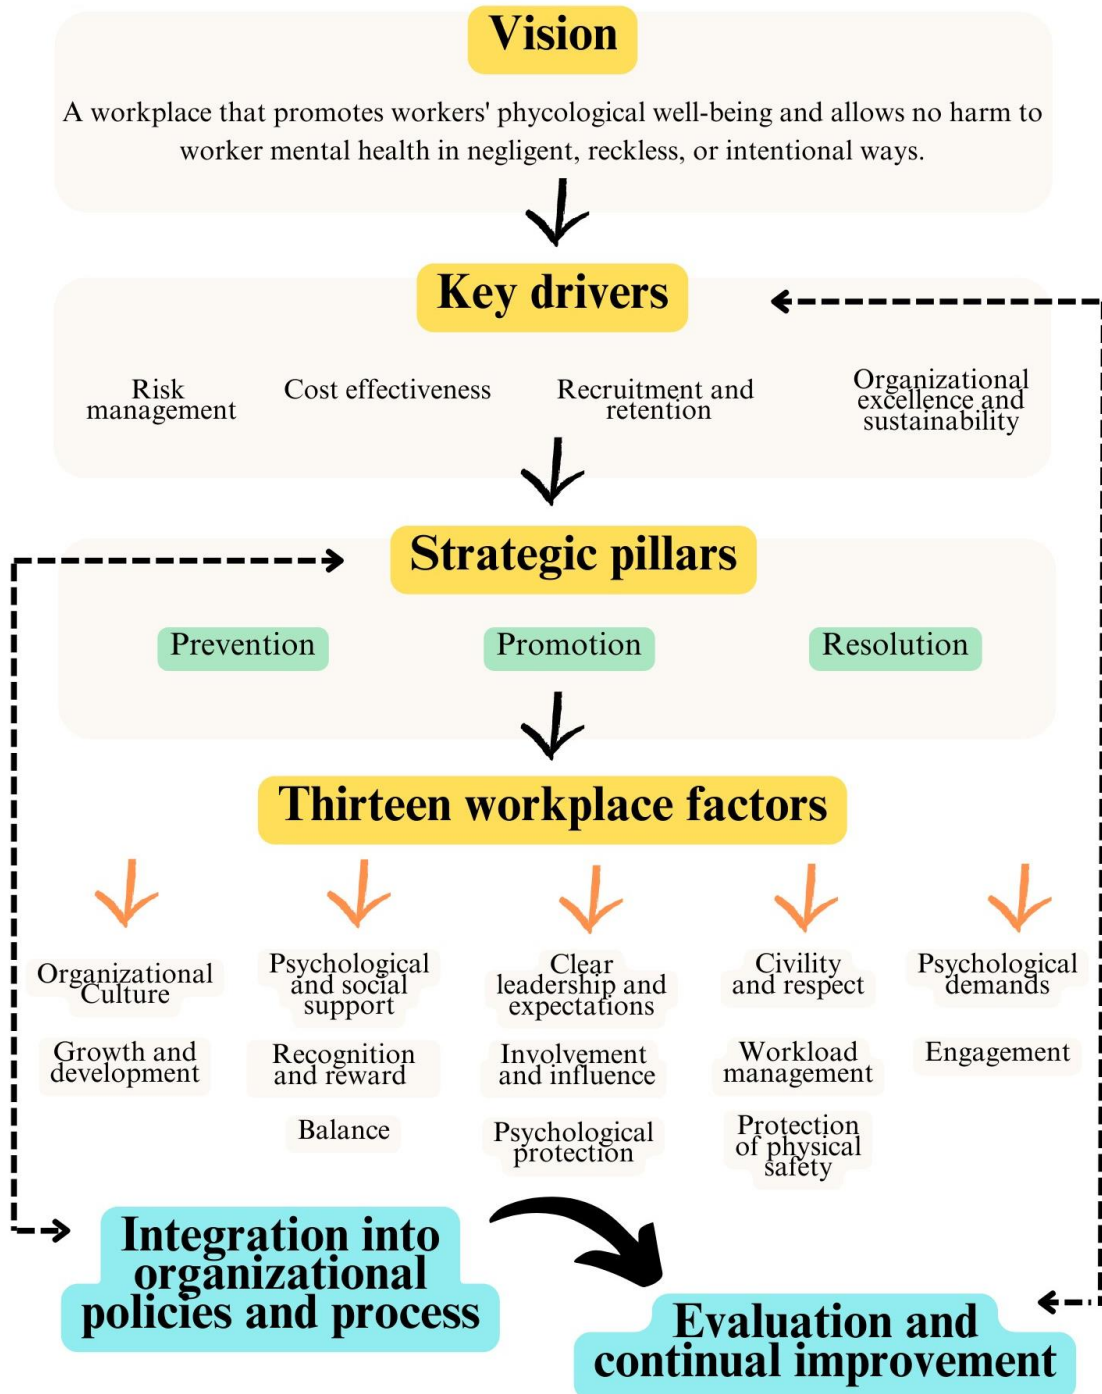 Vision
A workplace that promotes workers' phycological well-being and allows no harm to
worker mental health in negligent, reckless, or intentional ways.
Key drivers
Risk
management
Cost effectiveness
Recruitment and
retention
Organizational
excellence and
sustainability
Strategic pillars
Prevention
Promotion
Resolution
Thirteen workplace factors
Organizational
Culture
Psychological
and social
support
Clear
leadership and
expectations
Civility
and respect
Psychological
demands
Growth and
development
Recognition
and reward
Involvement
and influence
Workload
management
Engagement
Balance
Psychological
protection
Protection
of physical
safety
Integration into
organizational
policies and process
Evaluation and
continual improvement